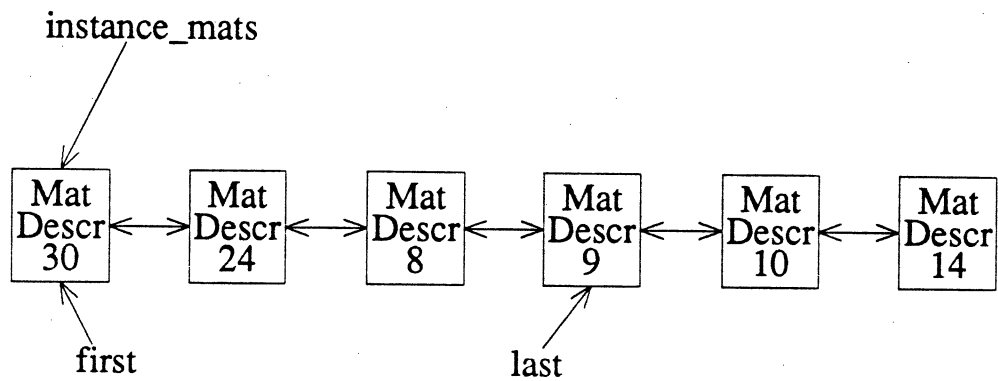 instance_mats
Mat
Descr
30
Mat
Descr
24
Mat
Descr
8
Mat
Descr
9
Mat
Descr
10
Mat
Descr
14
first
last